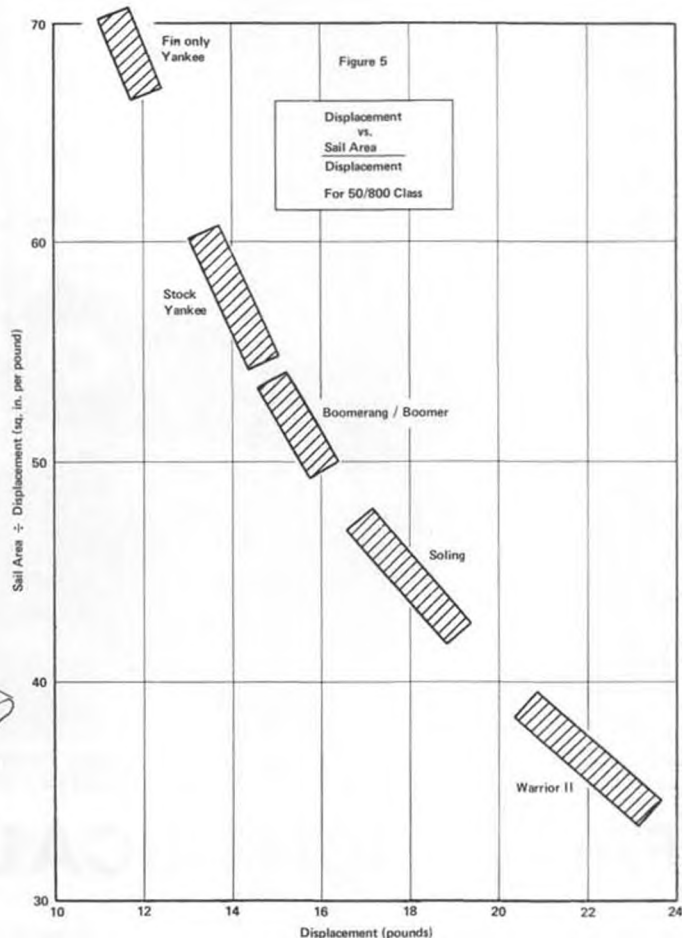 70
Fin only
Yankee
Figure 5
Displacement
vs.
Sail Area
Displacement
For 50/800 Class
60
Stock
Yankee
Sail Area ÷ Displacement (sq. in. per pound)
Boomerang / Boomer
50
Soling
40
Warrior II
30
10 12 14 16 18 20 22 24
Displacement (pounds)